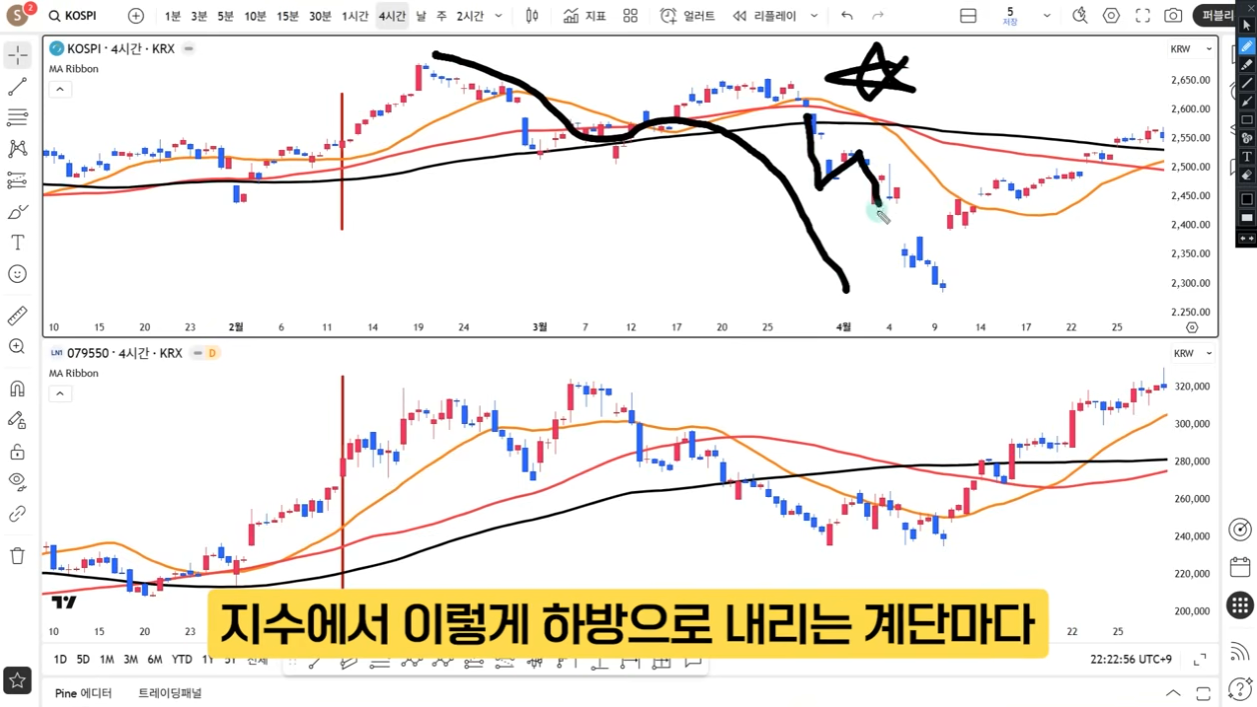 S 2 KOSPI 1분 3분 5분 10분 15분 30분 1시간 4시간 날 주 2시간 지표 얼러트 리플레이 5 저장 퍼블리
KOSPI · 4시간 · KRX
KRW
MA Ribbon
2,650.00
2,600.00
2,550.00
2,500.00
2,450.00
2,400.00
2,350.00
2,300.00
2,250.00
10 15 20 23 2월 6 11 14 19 24 3월 7 12 17 20 25 4월 4 9 14 17 22 25
LN1 079550 · 4시간 · KRX D
KRW
MA Ribbon
320,000
300,000
280,000
260,000
240,000
220,000
200,000
10 15 20 23 22 25
지수에서 이렇게 하방으로 내리는 계단마다
1D 5D 1M 3M 6M YTD 1Y 5Y 전체
22:22:56 UTC+9
Pine 에디터 트레이딩패널